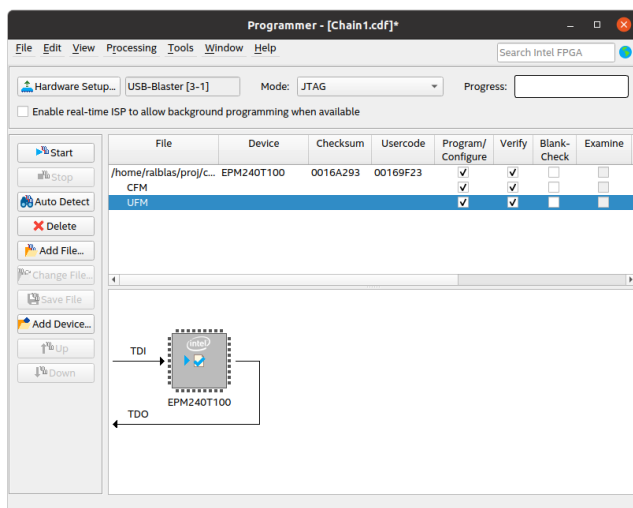 Programmer - [Chain1.cdf]*
File Edit View Processing Tools Window Help
Search Intel FPGA
Hardware Setup... USB-Blaster [3-1] Mode: JTAG Progress:
Enable real-time ISP to allow background programming when available
Start
Stop
Auto Detect
Delete
Add File...
Change File...
Save File
Add Device...
Up
Down
File Device Checksum Usercode Program/ Verify Blank- Examine
Configure Check
/home/ralblas/proj/c... EPM240T100 0016A293 00169F23
CFM
UFM
TDI
intel
EPM240T100
TDO